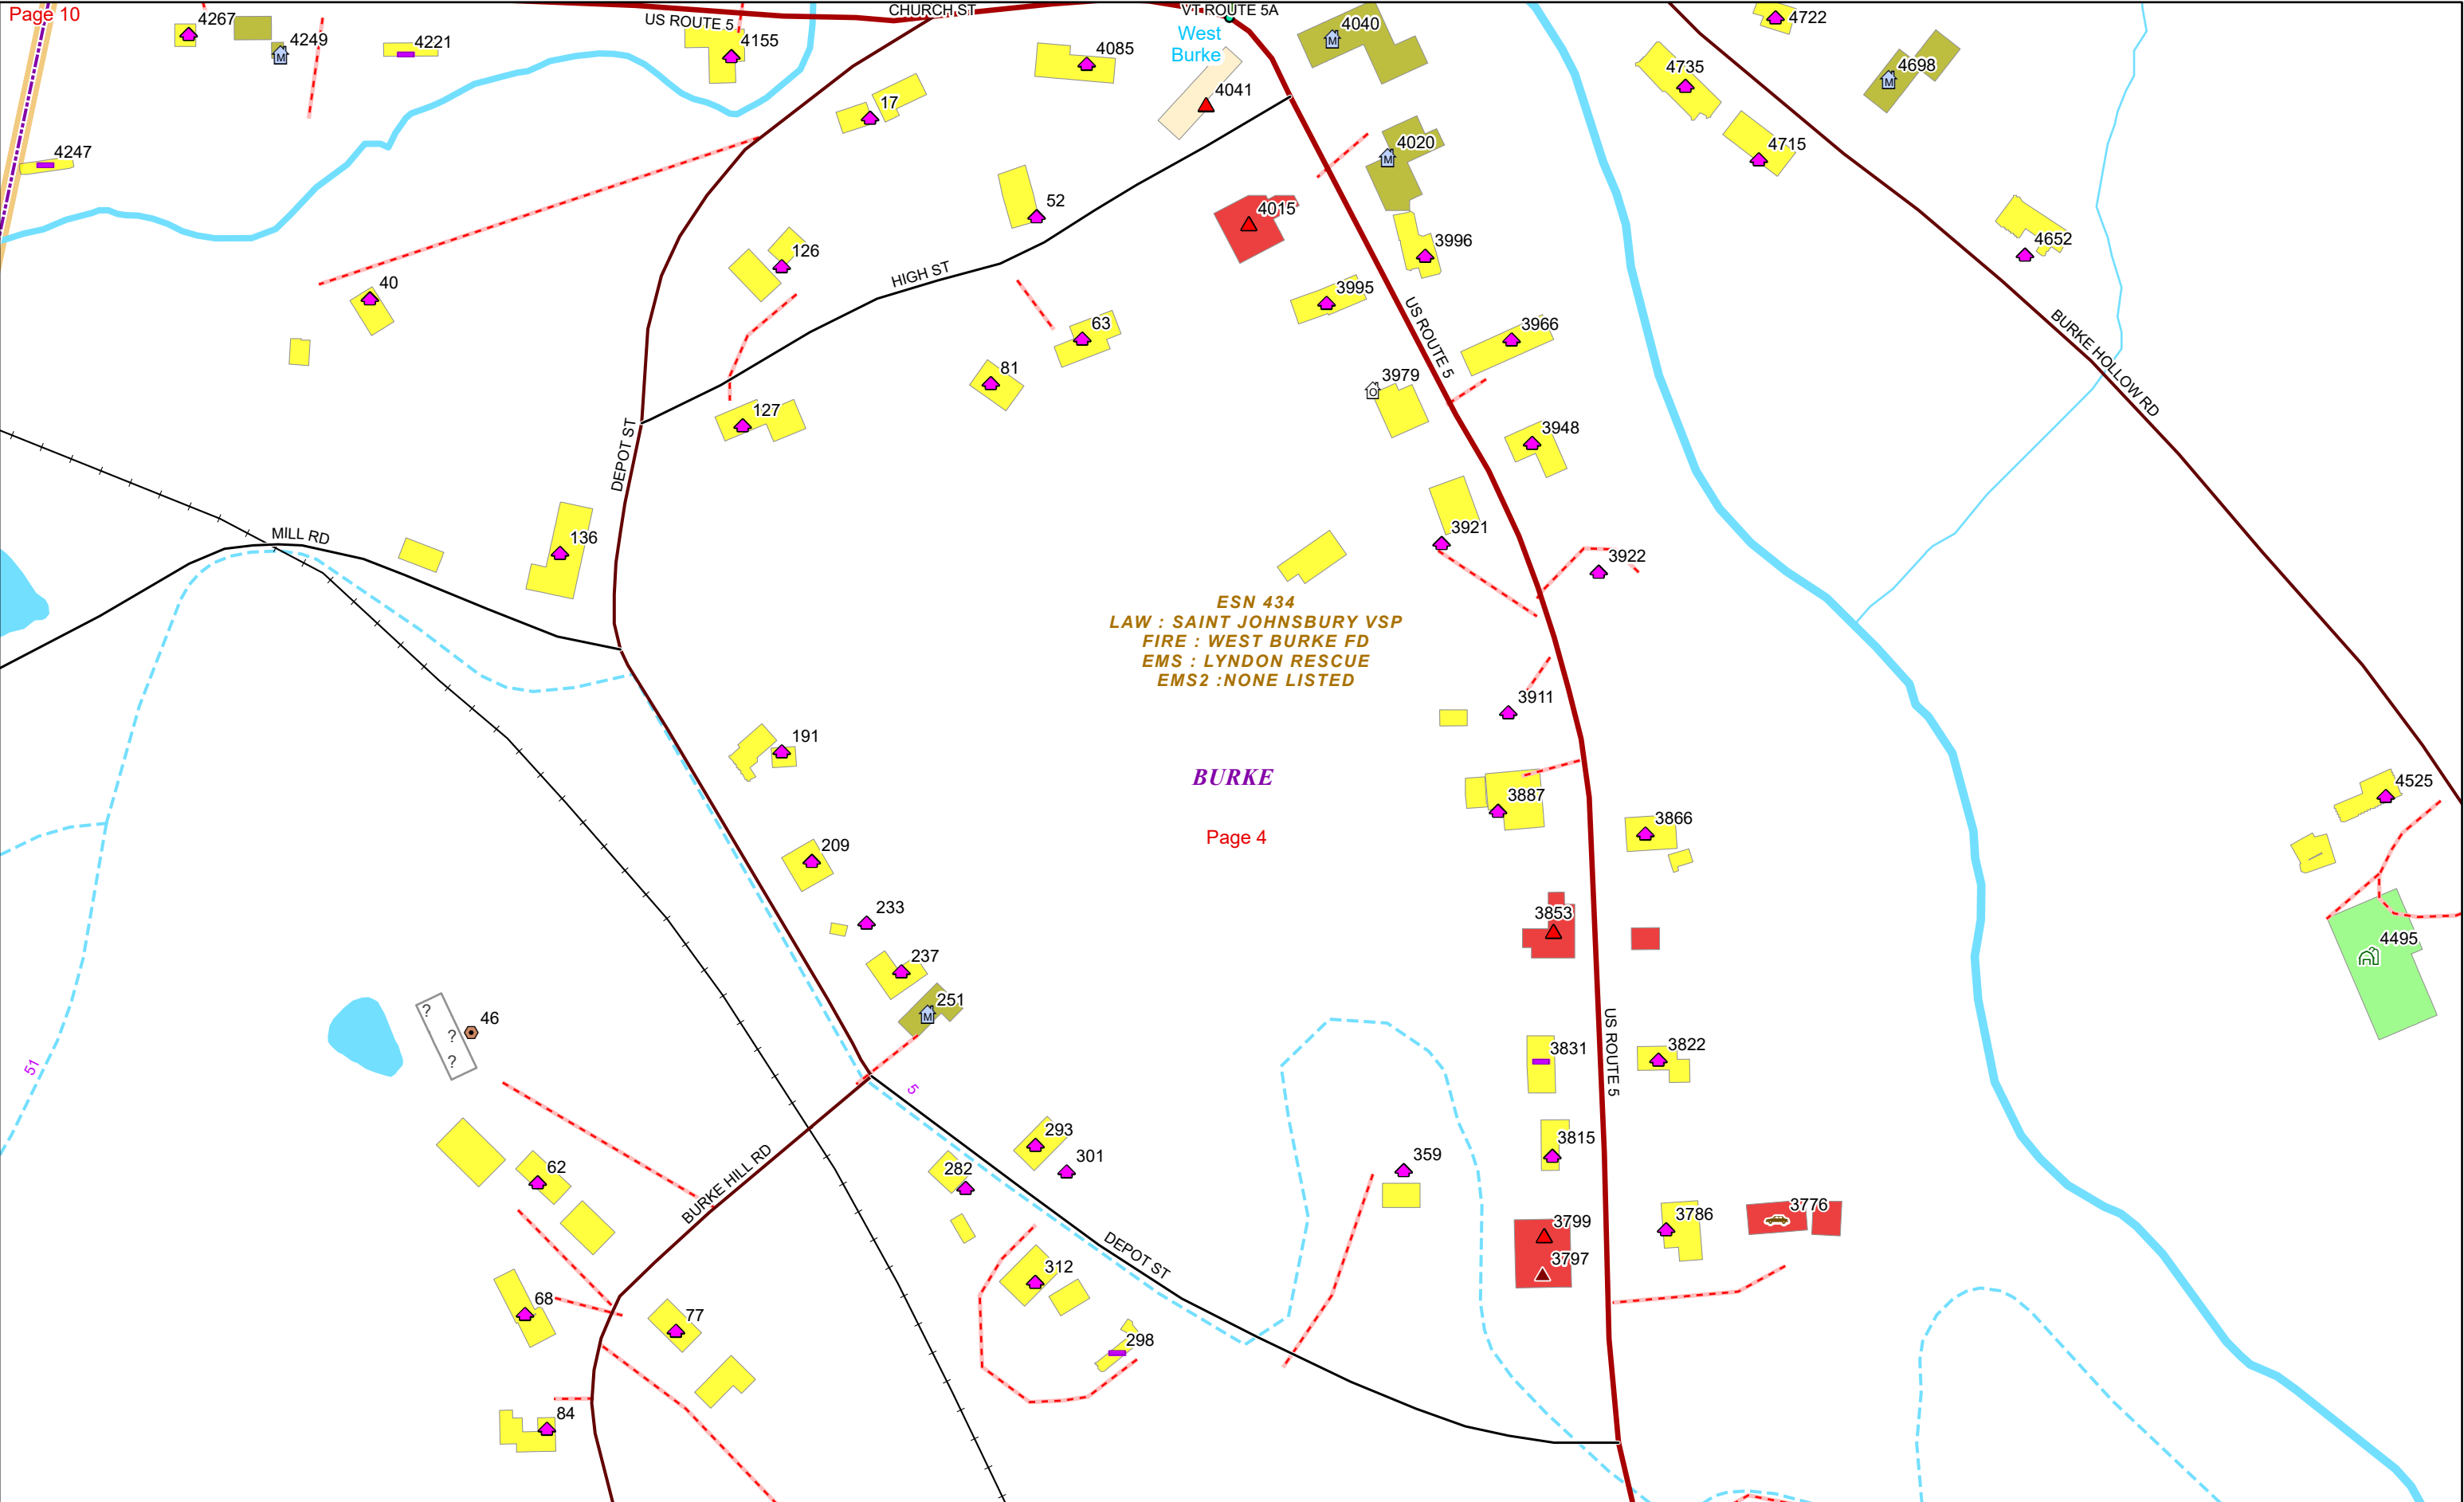 Page 10
CHURCH ST
VT ROUTE 5A
US ROUTE 5
West
Burke
4267
4249
4221
4155
4085
4040
4722
4735
4698
4041
17
4247
4020
4715
52
4015
126
3996
4652
HIGH ST
40
3995
63
3966
US ROUTE 5
BURKE HOLLOW RD
81
3979
127
DEPOT ST
3948
MILL RD
136
3921
3922
ESN 434
LAW : SAINT JOHNSBURY VSP
FIRE : WEST BURKE FD
EMS : LYNDON RESCUE
EMS2 :NONE LISTED
3911
191
BURKE
4525
3887
3866
Page 4
209
233
3853
4495
237
251
46
?
?
?
M
M
M
M
M
O
US ROUTE 5
3831
3822
51
5
293
301
282
62
359
3815
BURKE HILL RD
3799
3797
3786
3776
DEPOT ST
312
298
68
77
84